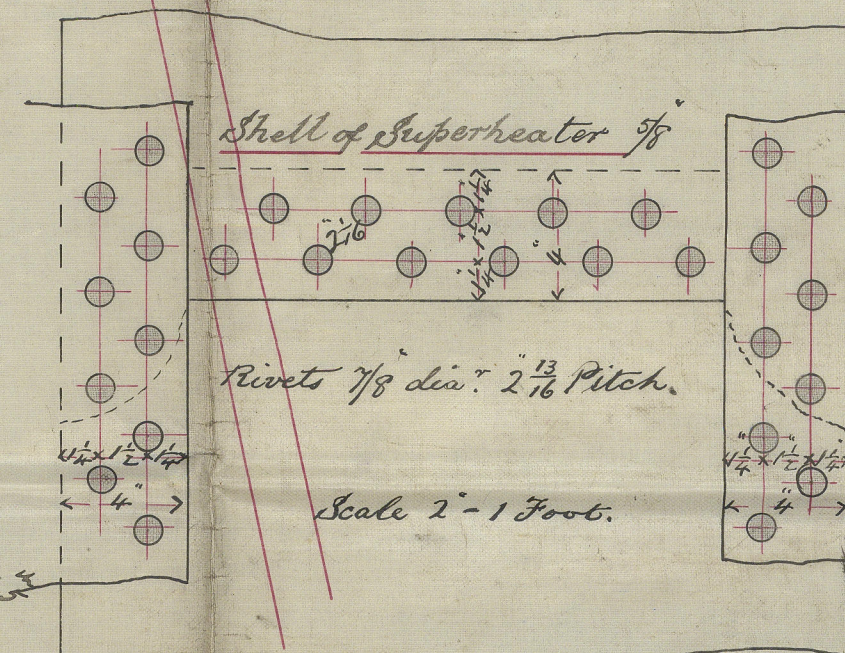 Shell of Superheater 5/8"
1 1/4 x 1 1/2 x 1 1/4
4"
2 1/16"
Rivets 7/8" diaʳ. 2" 13/16 Pitch.
1 1/4 x 1 1/2 x 1 1/4
4"
1 1/4" x 1 1/2" x 1 1/4
4"
Scale 2" - 1 Foot.